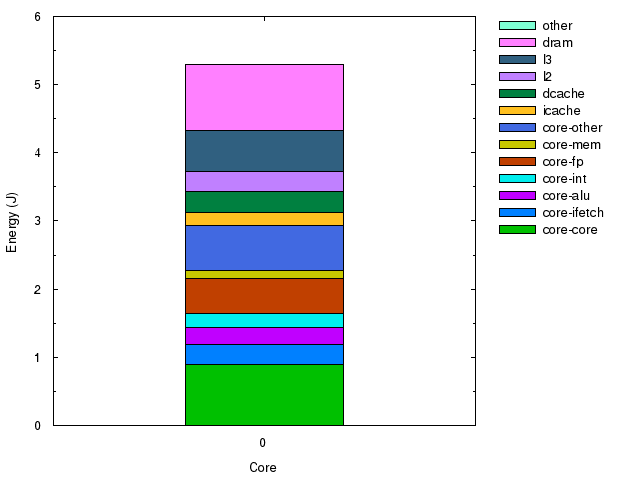 6
5
4
3
2
1
0
Energy (J)
0
Core
other
dram
l3
l2
dcache
icache
core-other
core-mem
core-fp
core-int
core-alu
core-ifetch
core-core